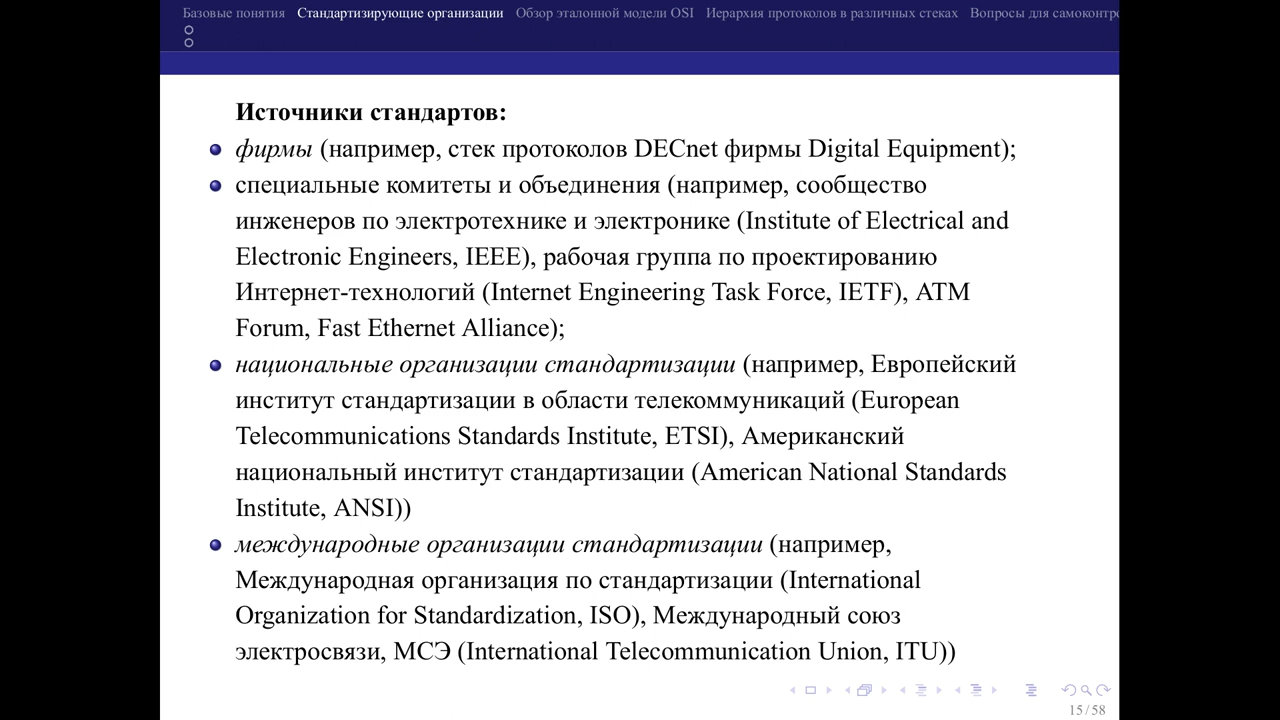 Базовые понятия Стандартизирующие организации Обзор эталонной модели OSI Иерархия протоколов в различных стеках Вопросы для самоконтро
Источники стандартов:
фирмы (например, стек протоколов DECnet фирмы Digital Equipment);
специальные комитеты и объединения (например, сообщество
инженеров по электротехнике и электронике (Institute of Electrical and
Electronic Engineers, IEEE), рабочая группа по проектированию
Интернет-технологий (Internet Engineering Task Force, IETF), ATM
Forum, Fast Ethernet Alliance);
национальные организации стандартизации (например, Европейский
институт стандартизации в области телекоммуникаций (European
Telecommunications Standards Institute, ETSI), Американский
национальный институт стандартизации (American National Standards
Institute, ANSI))
международные организации стандартизации (например,
Международная организация по стандартизации (International
Organization for Standardization, ISO), Международный союз
электросвязи, МСЭ (International Telecommunication Union, ITU))
15 / 58